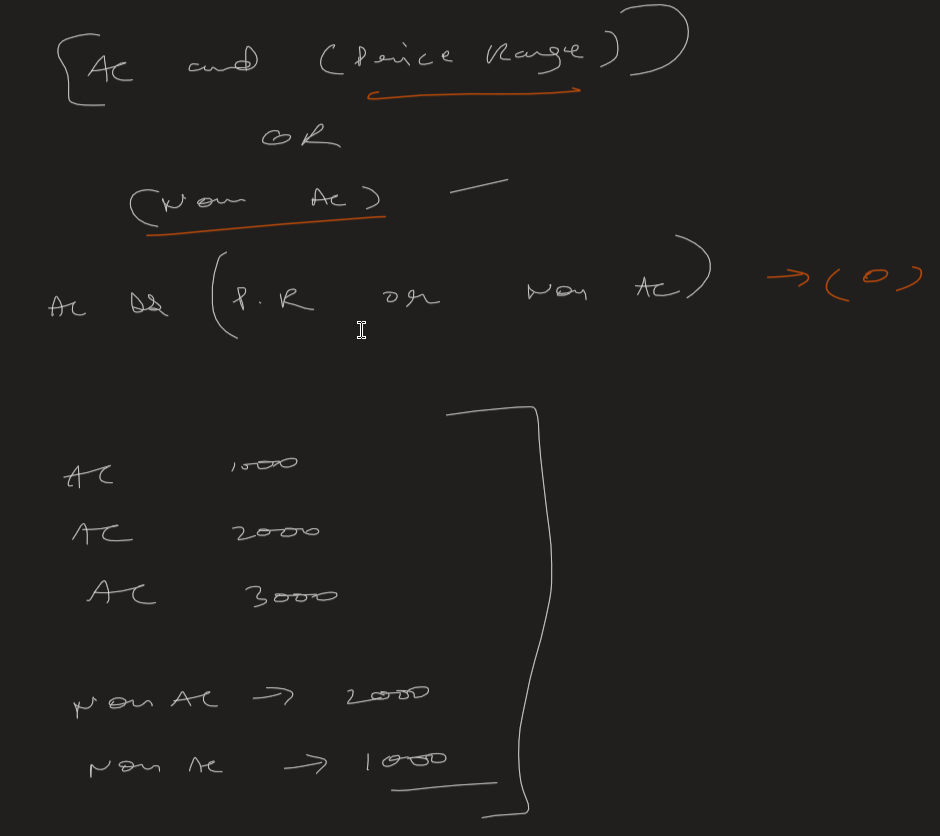 [AC and (Price Range))
OR
(Non AC) —
AC && (P.R or Non AC) → (0)
AC 1000
AC 2000
AC 3000
Non AC → 2000
Non AC → 1000